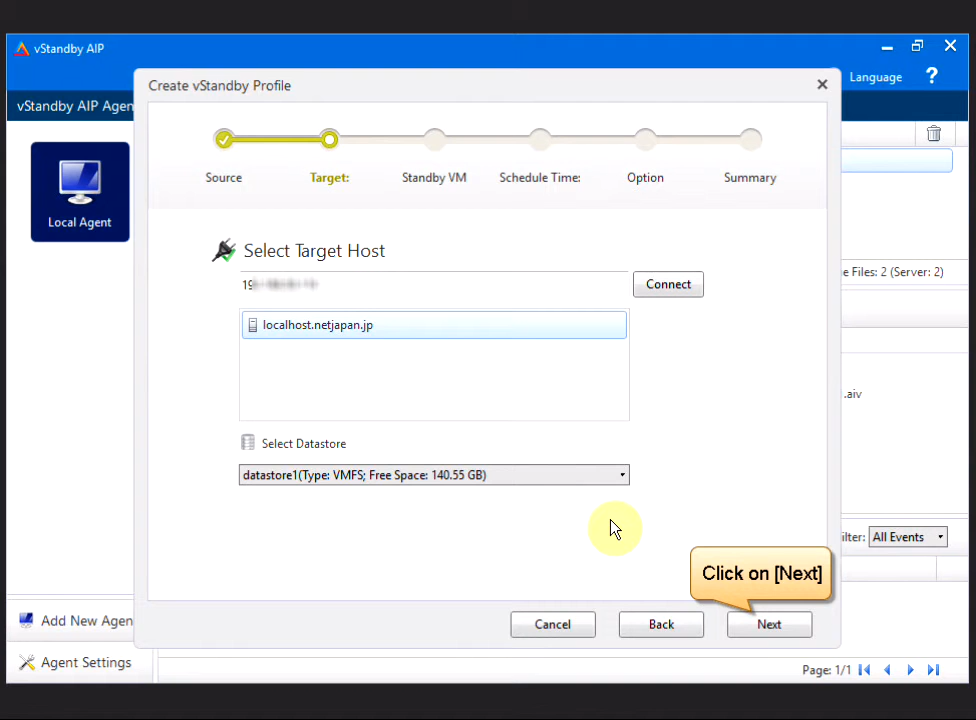 vStandby AIP
Language
?
vStandby AIP Agen
Create vStandby Profile
Source
Target:
Standby VM
Schedule Time:
Option
Summary
Local Agent
Select Target Host
Connect
localhost.netjapan.jp
e Files: 2 (Server: 2)
.aiv
Select Datastore
datastore1(Type: VMFS; Free Space: 140.55 GB)
ilter:
All Events
Click on [Next]
Cancel
Back
Next
Add New Agen
Agent Settings
Page: 1/1